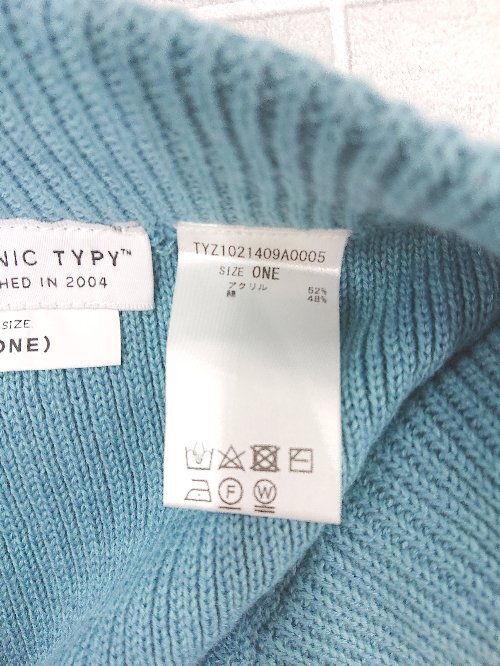 NIC TYPY™
HED IN 2004
SIZE
ONE)
TYZ1021409A0005
SIZE ONE
アクリル 52%
綿 48%
F W